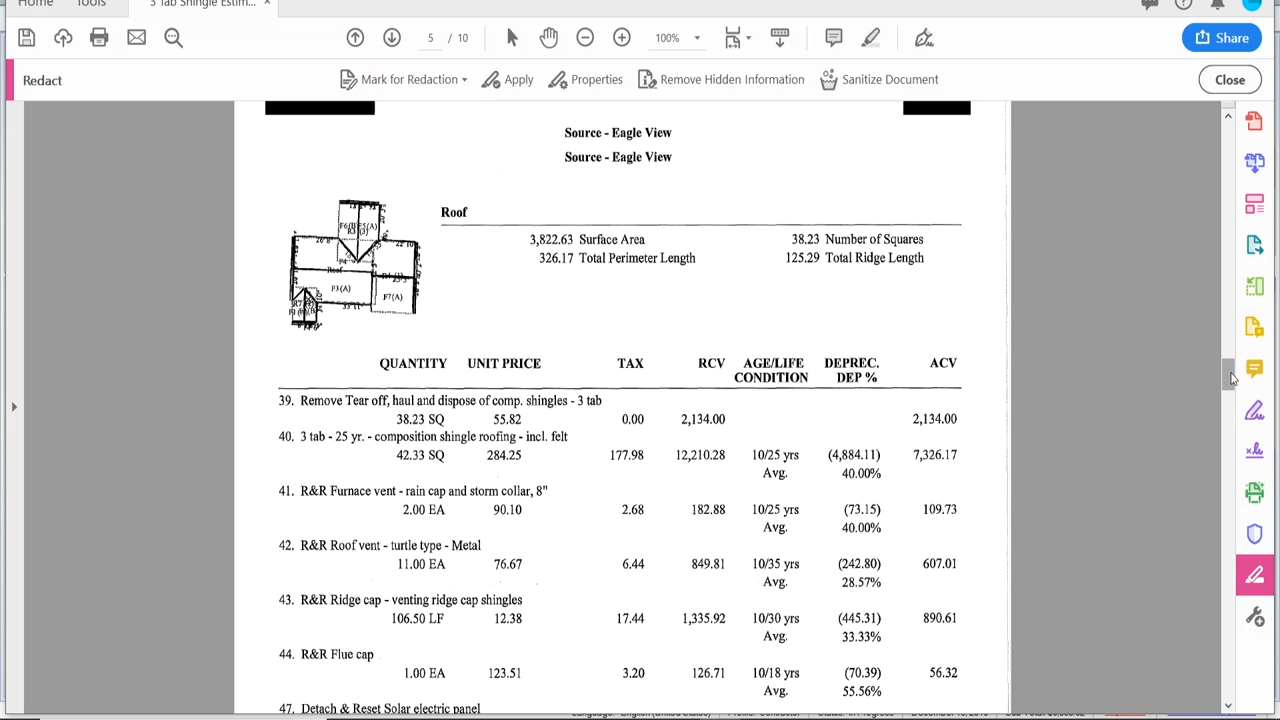 Home Tools 3 Tab Shingle Estim... ×
5 / 10 100% Share
Redact Mark for Redaction Apply Properties Remove Hidden Information Sanitize Document Close
Source - Eagle View
Source - Eagle View
Roof
3,822.63 Surface Area 38.23 Number of Squares
326.17 Total Perimeter Length 125.29 Total Ridge Length
Roof
F3(A)
F7(A)
QUANTITY UNIT PRICE TAX RCV AGE/LIFE DEPREC. ACV
CONDITION DEP %
39. Remove Tear off, haul and dispose of comp. shingles - 3 tab
38.23 SQ 55.82 0.00 2,134.00 2,134.00
40. 3 tab - 25 yr. - composition shingle roofing - incl. felt
42.33 SQ 284.25 177.98 12,210.28 10/25 yrs (4,884.11) 7,326.17
Avg. 40.00%
41. R&R Furnace vent - rain cap and storm collar, 8"
2.00 EA 90.10 2.68 182.88 10/25 yrs (73.15) 109.73
Avg. 40.00%
42. R&R Roof vent - turtle type - Metal
11.00 EA 76.67 6.44 849.81 10/35 yrs (242.80) 607.01
Avg. 28.57%
43. R&R Ridge cap - venting ridge cap shingles
106.50 LF 12.38 17.44 1,335.92 10/30 yrs (445.31) 890.61
Avg. 33.33%
44. R&R Flue cap
1.00 EA 123.51 3.20 126.71 10/18 yrs (70.39) 56.32
Avg. 55.56%
47. Detach & Reset Solar electric panel